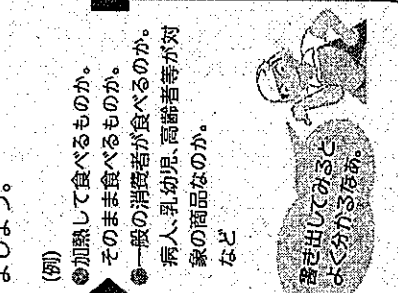 ましょう。
(例)
●加熱して食べるものか。
そのまま食べるものか。
●一般の消費者が食べるのか。
病人、乳幼児、高齢者等が対
象の商品なのか。
など
書き出してみると
よく分かるなあ。